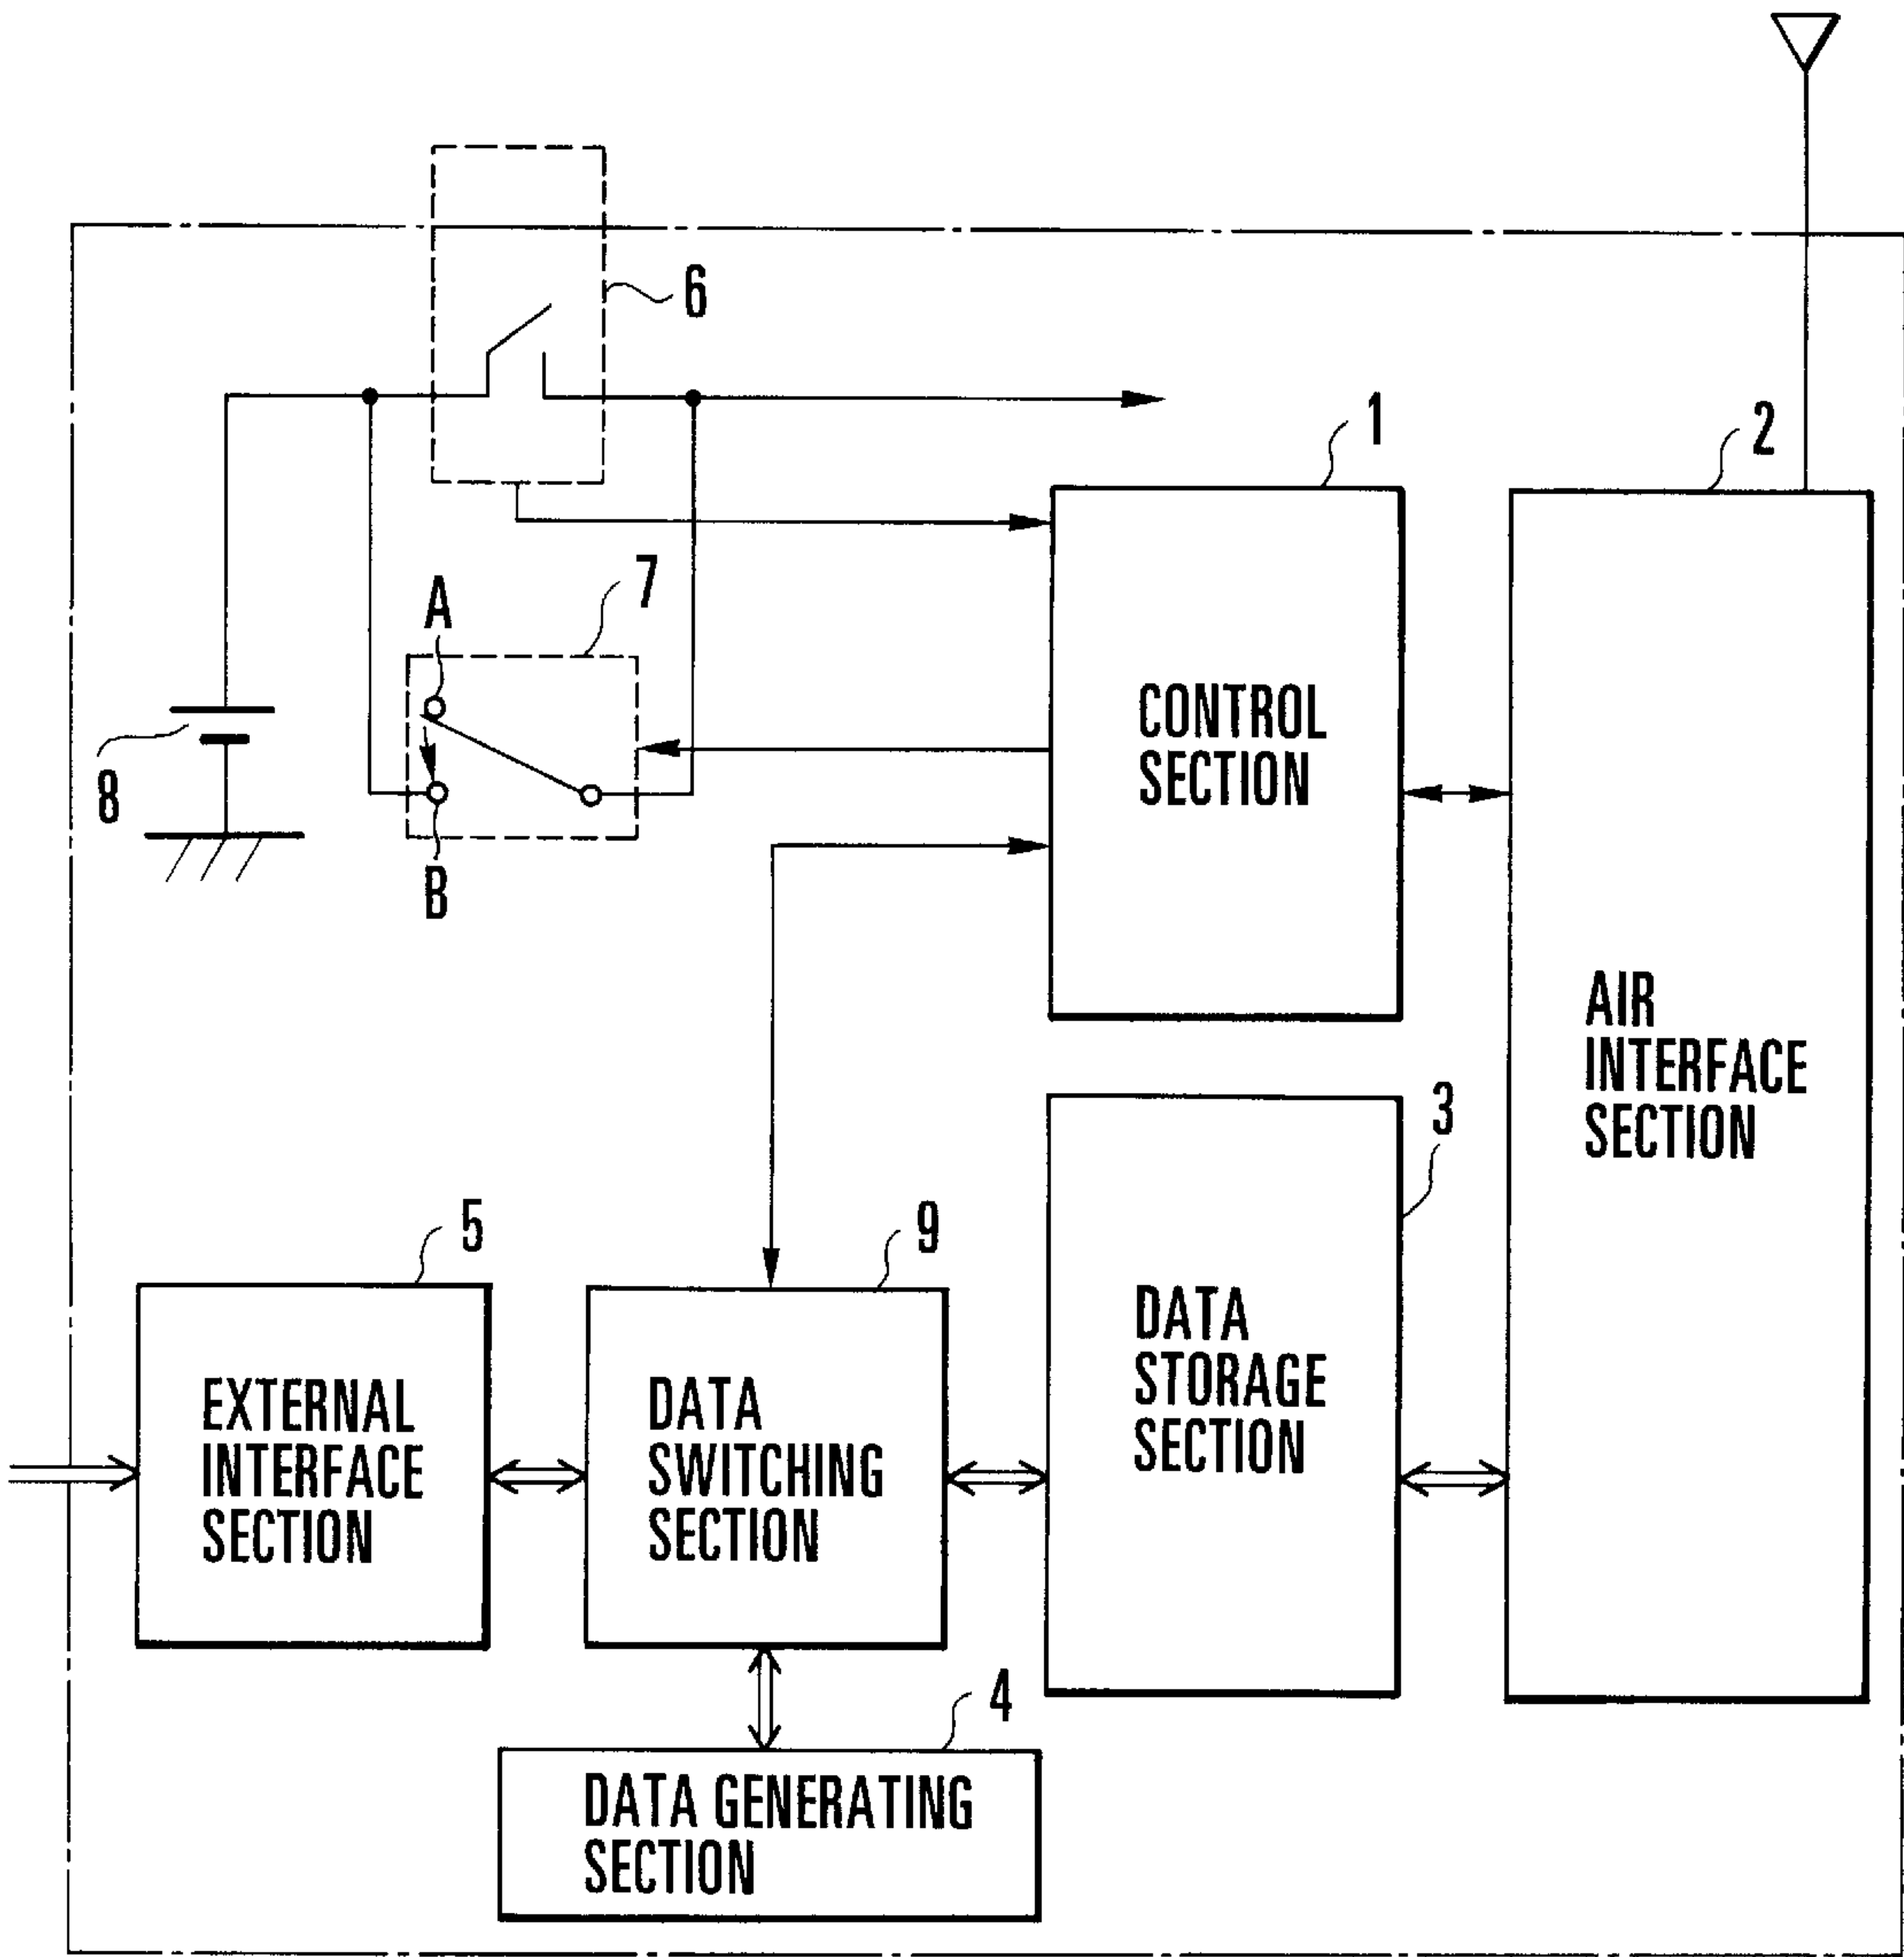 6
1
2
7
A
8
B
CONTROL
SECTION
AIR
INTERFACE
SECTION
3
5
9
DATA
STORAGE
SECTION
EXTERNAL
INTERFACE
SECTION
DATA
SWITCHING
SECTION
4
DATA GENERATING
SECTION